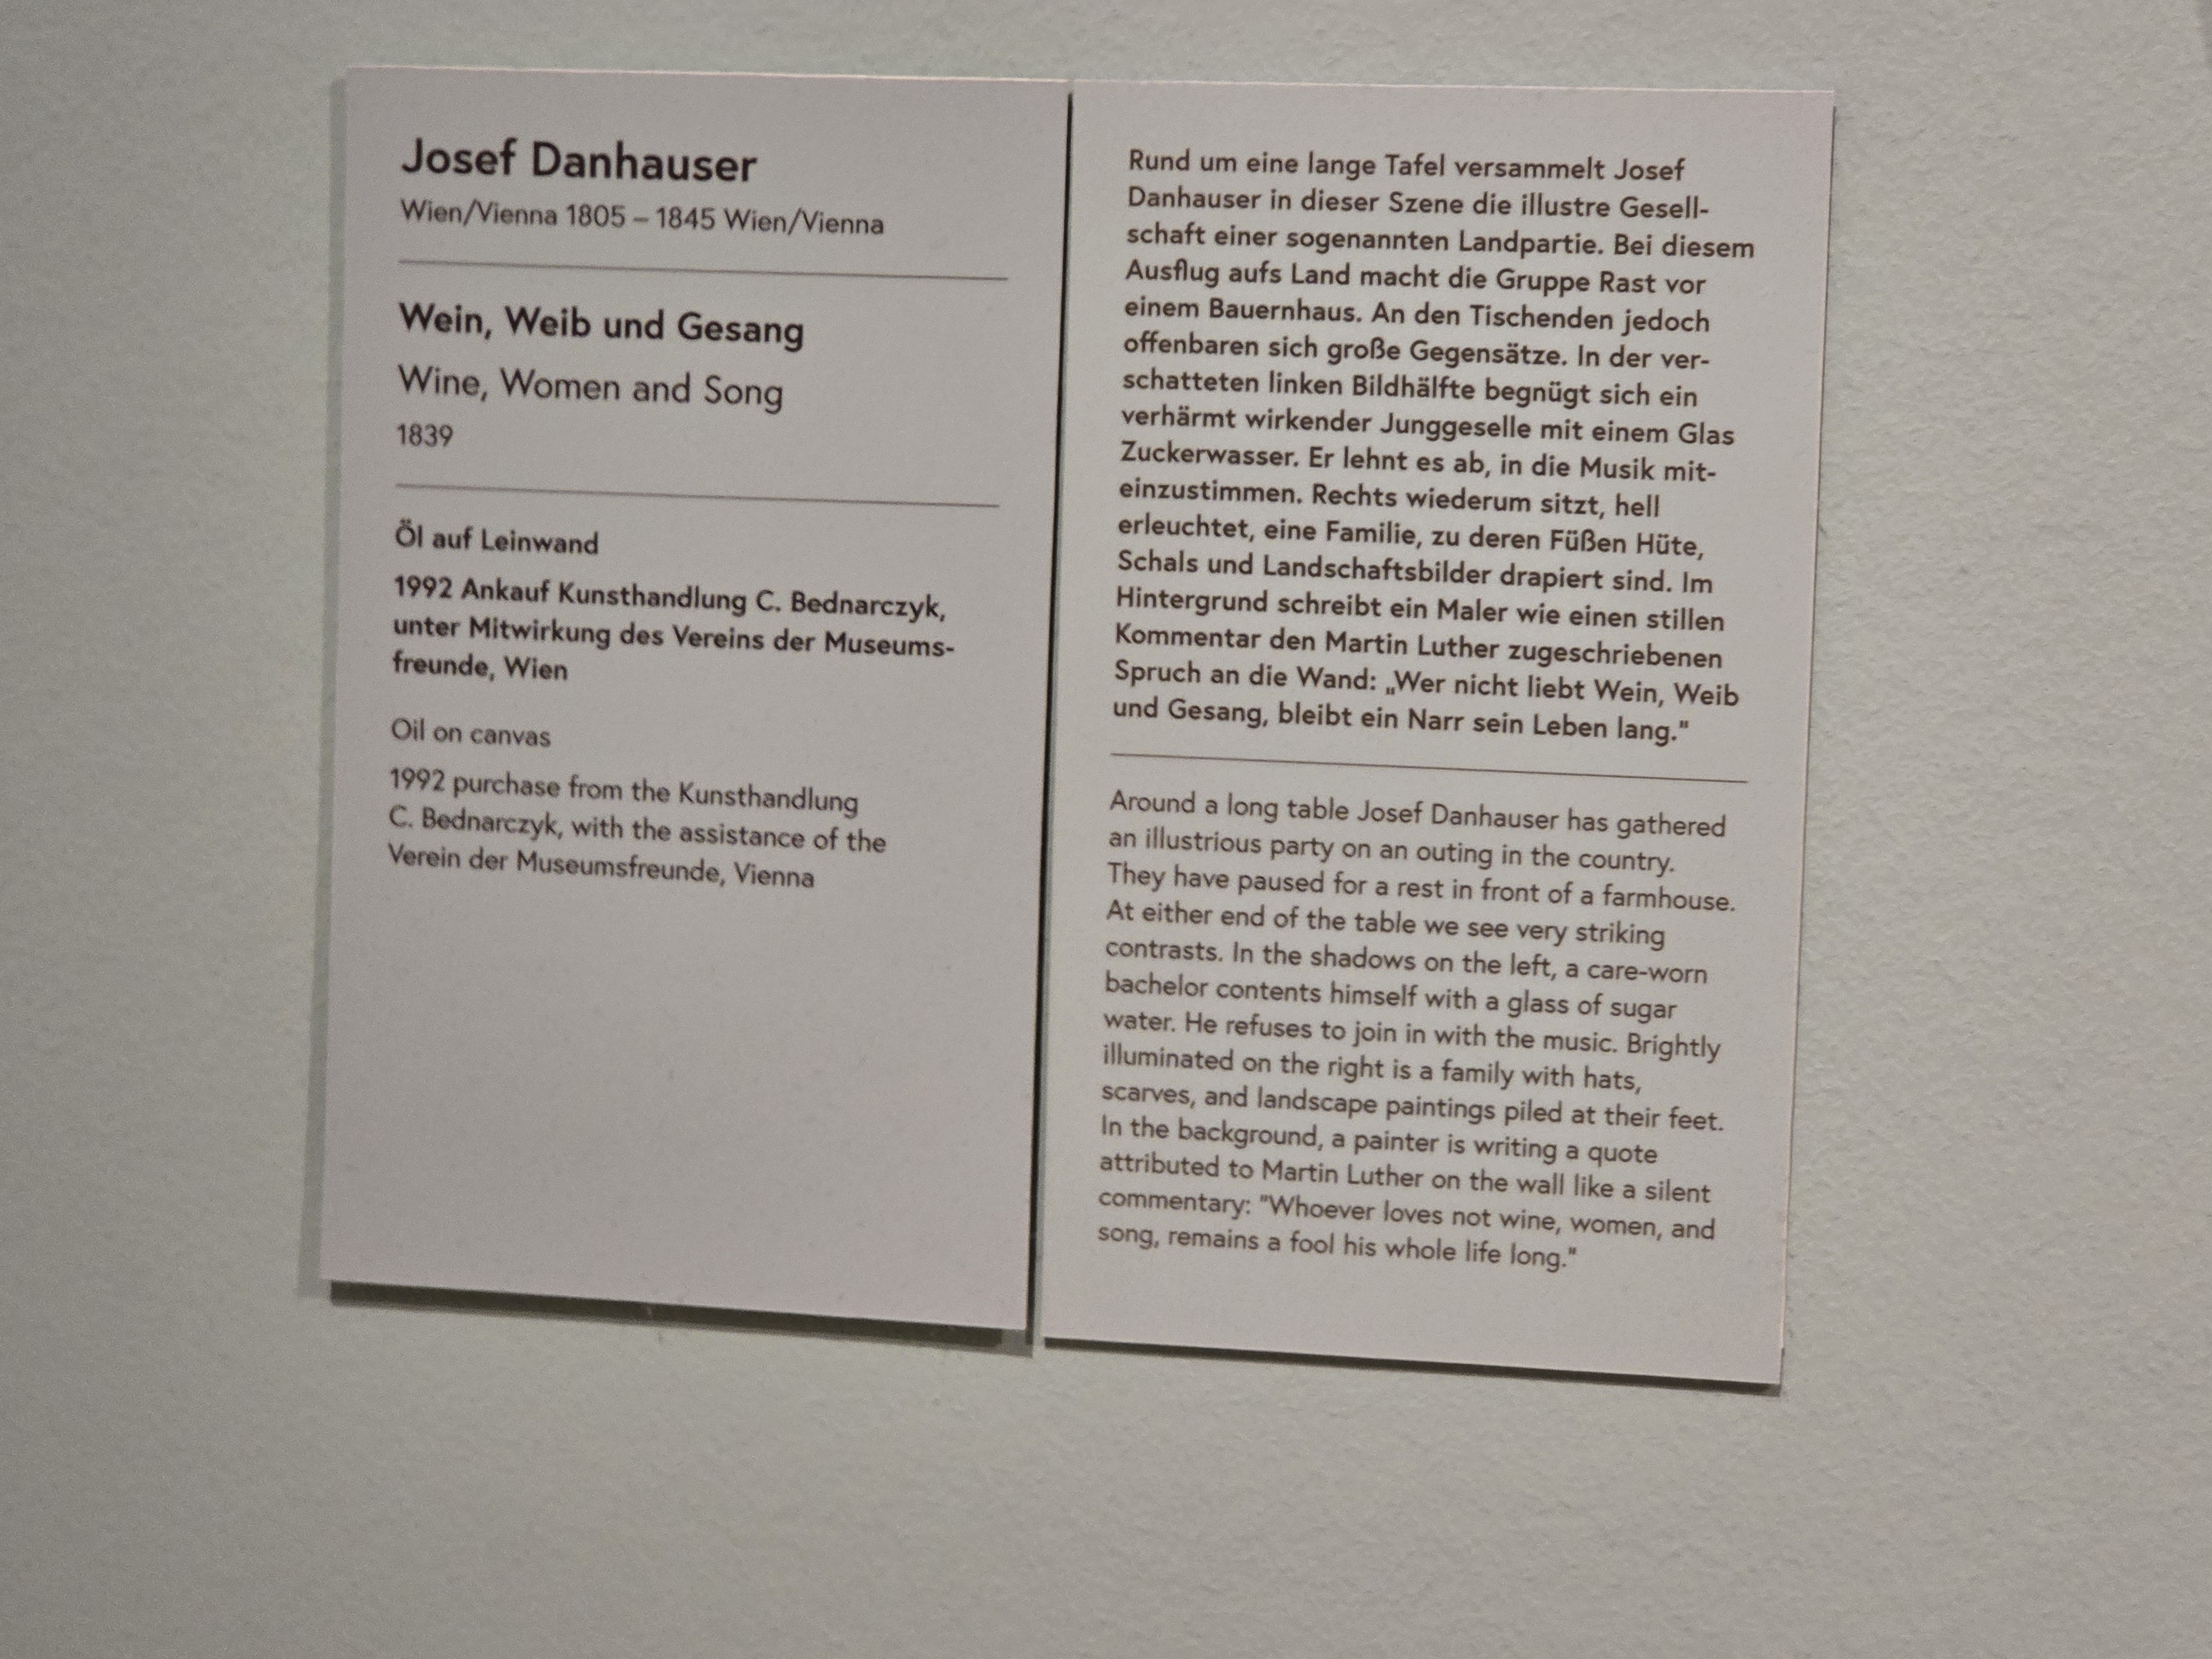 Josef Danhauser
Wien/Vienna 1805 – 1845 Wien/Vienna
Wein, Weib und Gesang
Wine, Women and Song
1839
Öl auf Leinwand
1992 Ankauf Kunsthandlung C. Bednarczyk,
unter Mitwirkung des Vereins der Museums-
freunde, Wien
Oil on canvas
1992 purchase from the Kunsthandlung
C. Bednarczyk, with the assistance of the
Verein der Museumsfreunde, Vienna
Rund um eine lange Tafel versammelt Josef
Danhauser in dieser Szene die illustre Gesell-
schaft einer sogenannten Landpartie. Bei diesem
Ausflug aufs Land macht die Gruppe Rast vor
einem Bauernhaus. An den Tischenden jedoch
offenbaren sich große Gegensätze. In der ver-
schatteten linken Bildhälfte begnügt sich ein
verhärmt wirkender Junggeselle mit einem Glas
Zuckerwasser. Er lehnt es ab, in die Musik mit-
einzustimmen. Rechts wiederum sitzt, hell
erleuchtet, eine Familie, zu deren Füßen Hüte,
Schals und Landschaftsbilder drapiert sind. Im
Hintergrund schreibt ein Maler wie einen stillen
Kommentar den Martin Luther zugeschriebenen
Spruch an die Wand: „Wer nicht liebt Wein, Weib
und Gesang, bleibt ein Narr sein Leben lang."
Around a long table Josef Danhauser has gathered
an illustrious party on an outing in the country.
They have paused for a rest in front of a farmhouse.
At either end of the table we see very striking
contrasts. In the shadows on the left, a care-worn
bachelor contents himself with a glass of sugar
water. He refuses to join in with the music. Brightly
illuminated on the right is a family with hats,
scarves, and landscape paintings piled at their feet.
In the background, a painter is writing a quote
attributed to Martin Luther on the wall like a silent
commentary: "Whoever loves not wine, women, and
song, remains a fool his whole life long."